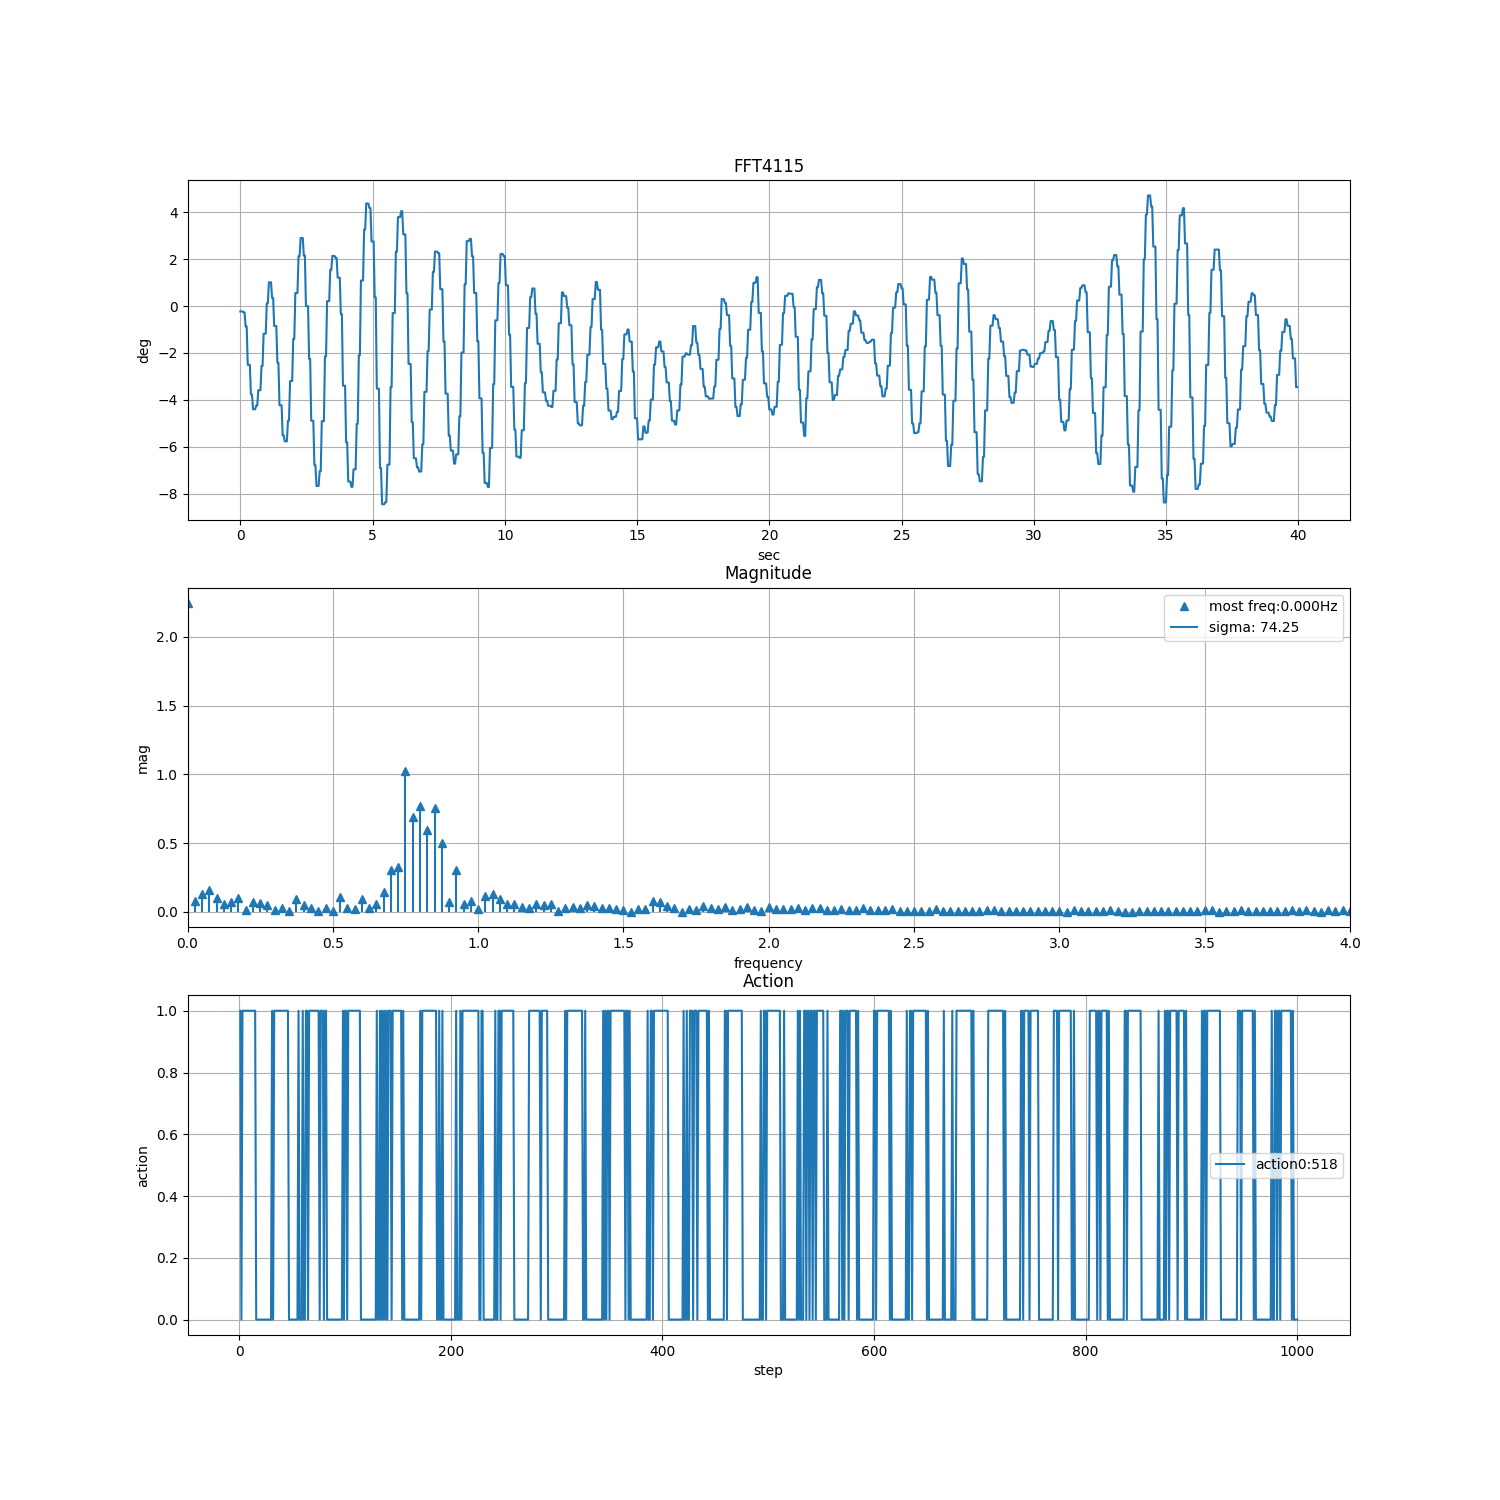 FFT4115
4
2
0
−2
−4
−6
−8
deg
0 5 10 15 20 25 30 35 40
sec
Magnitude
most freq:0.000Hz
sigma: 74.25
2.0
1.5
1.0
0.5
0.0
mag
0.0 0.5 1.0 1.5 2.0 2.5 3.0 3.5 4.0
frequency
Action
1.0
0.8
0.6
0.4
0.2
0.0
action
action0:518
0 200 400 600 800 1000
step